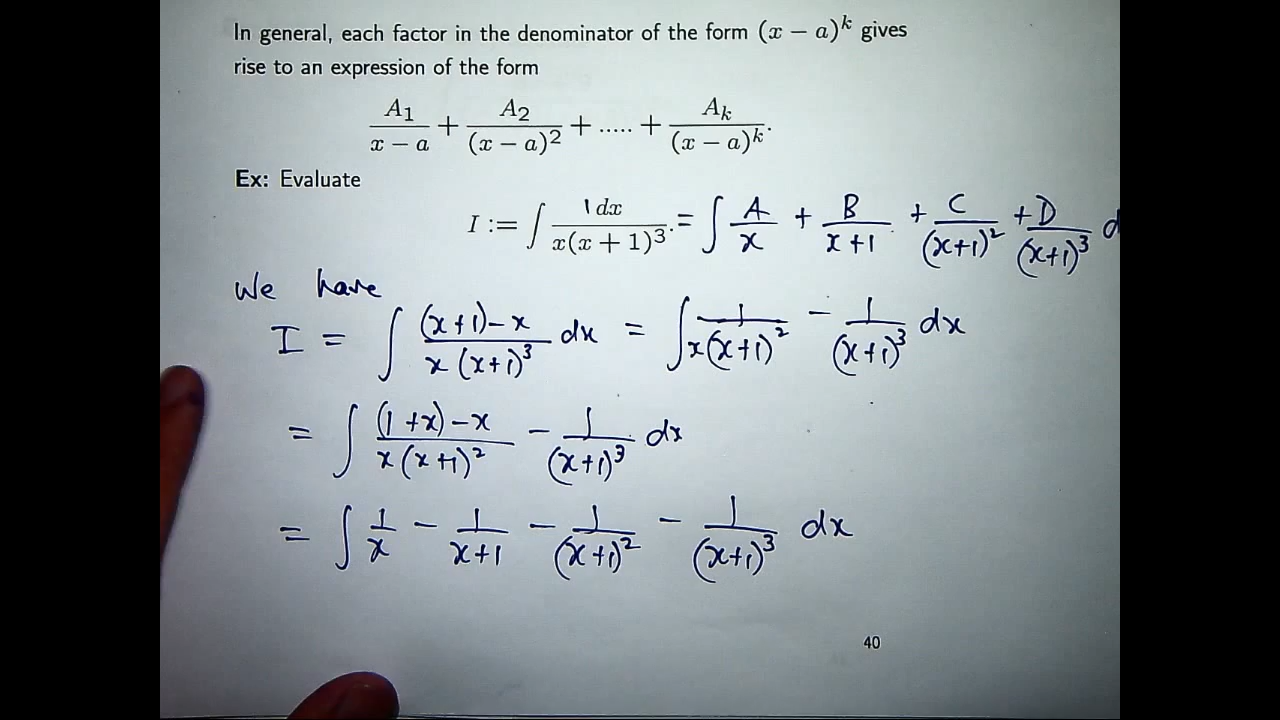 In general, each factor in the denominator of the form (x − a)^k gives
rise to an expression of the form
A_1/(x − a) + A_2/(x − a)^2 + ..... + A_k/(x − a)^k.
Ex: Evaluate
I := ∫ 1 dx/(x(x + 1)^3). = ∫ A/x + B/(x+1) + C/(x+1)^2 + D/(x+1)^3 d
We have
I = ∫ ((x+1)−x)/(x(x+1)^3) dx = ∫ 1/(x(x+1)^2) − 1/(x+1)^3 dx
= ∫ ((1+x)−x)/(x(x+1)^2) − 1/(x+1)^3 dx
= ∫ 1/x − 1/(x+1) − 1/(x+1)^2 − 1/(x+1)^3 dx
40